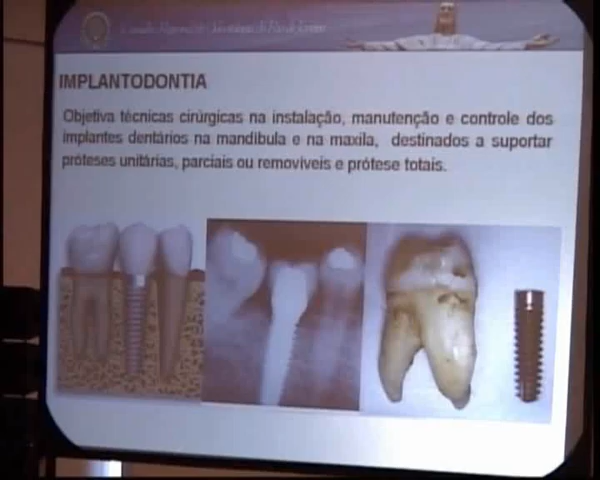 IMPLANTODONTIA
Objetiva técnicas cirúrgicas na instalação, manutenção e controle dos
implantes dentários na mandibula e na maxila, destinados a suportar
próteses unitárias, parciais ou removíveis e prótese totais.